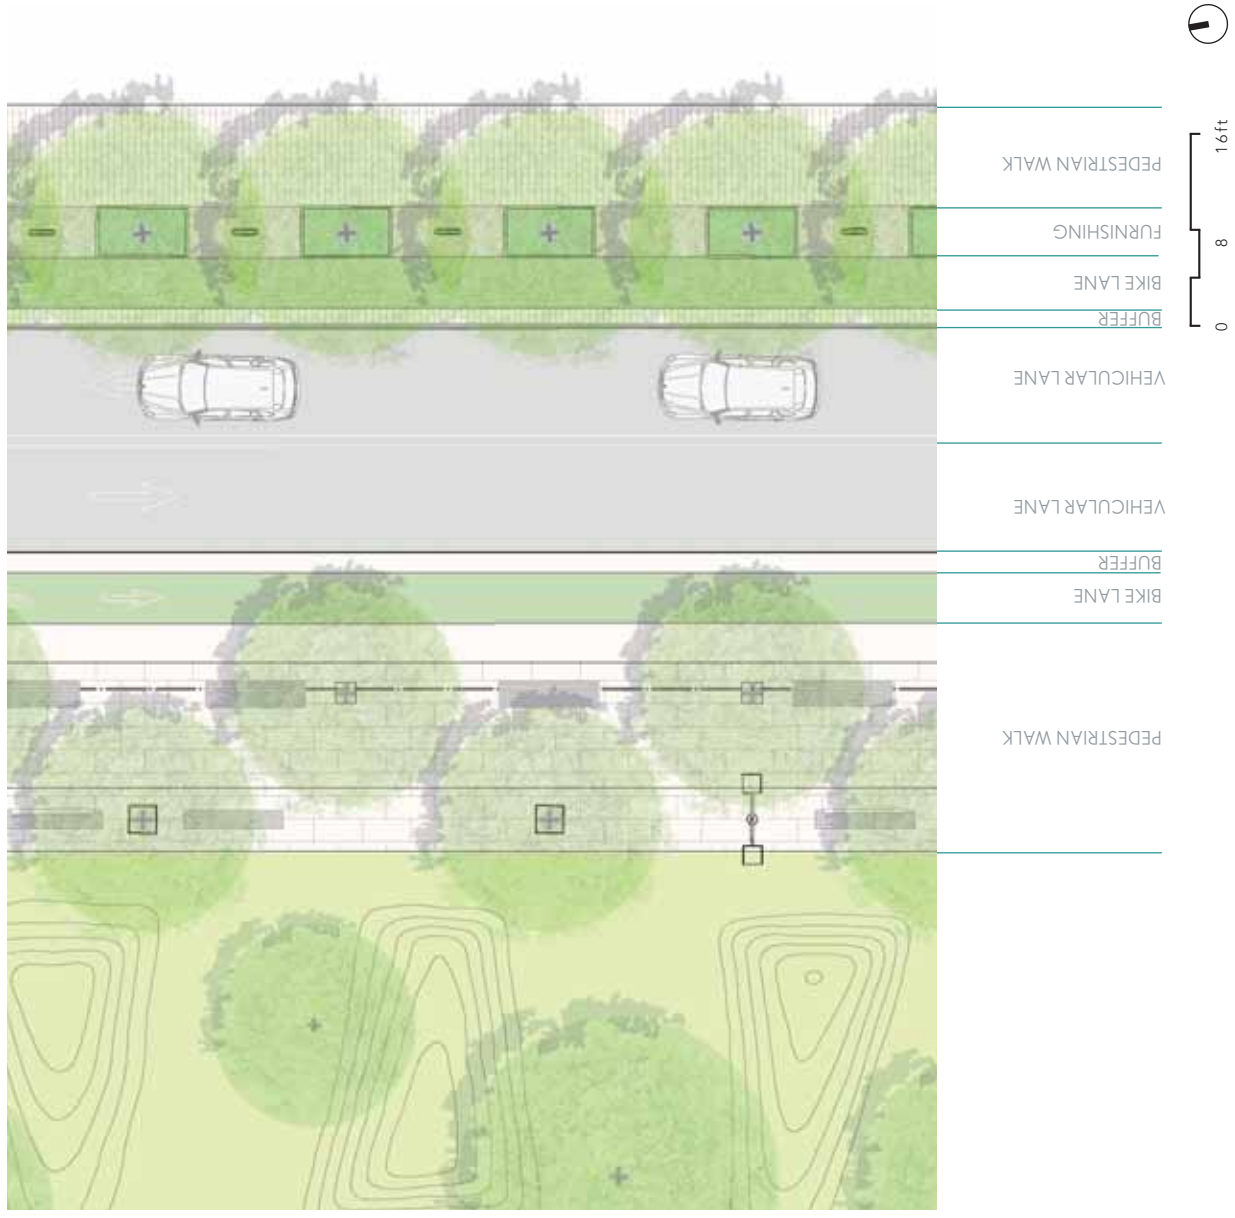 PEDESTRIAN WALK
FURNISHING
BIKE LANE
BUFFER
VEHICULAR LANE
VEHICULAR LANE
BUFFER
BIKE LANE
PEDESTRIAN WALK
16ft
8
0